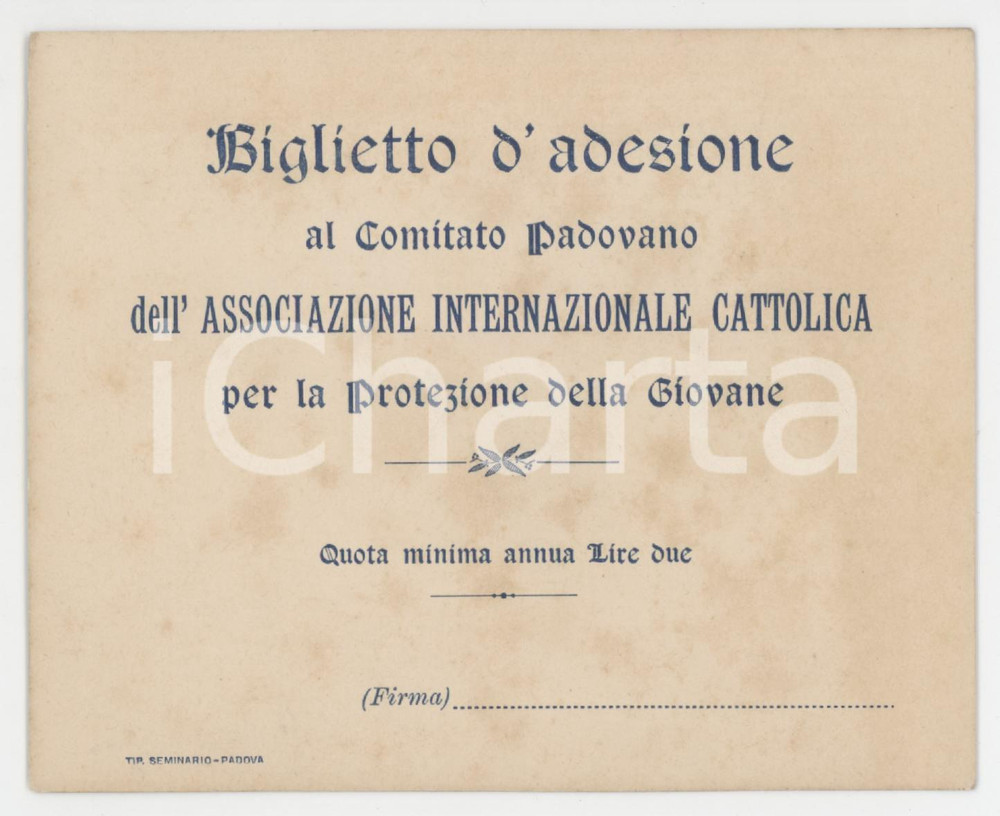 Biglietto d'adesione
al Comitato Padovano
dell' ASSOCIAZIONE INTERNAZIONALE CATTOLICA
per la Protezione della Giovane
iCharta
Quota minima annua Lire due
(Firma)
TIP. SEMINARIO-PADOVA